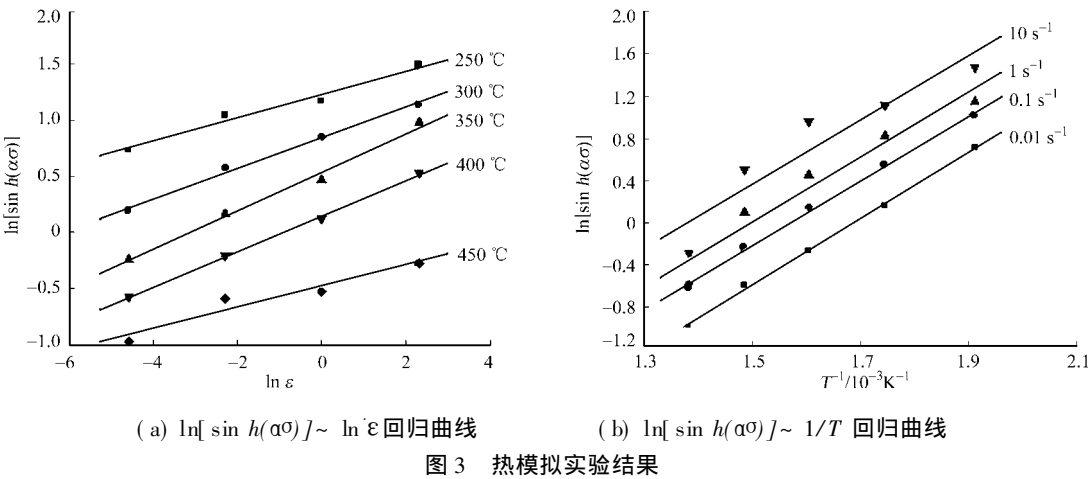 2.0
1.5
1.0
0.5
0
−0.5
−1.0
−6
−4
−2
0
2
4
ln[sin h(ασ)]
ln ε
250 ℃
300 ℃
350 ℃
400 ℃
450 ℃
2.0
1.6
1.2
0.8
0.4
0
−0.4
−0.8
−1.2
1.3
1.5
1.7
1.9
2.1
ln[sin h(ασ)]
T⁻¹/10⁻³K⁻¹
10 s⁻¹
1 s⁻¹
0.1 s⁻¹
0.01 s⁻¹
( a) ln[ sin h(ασ) ] ~ ln ε̇ 回归曲线
( b) ln[ sin h(ασ) ] ~ 1/T 回归曲线
图 3 热模拟实验结果